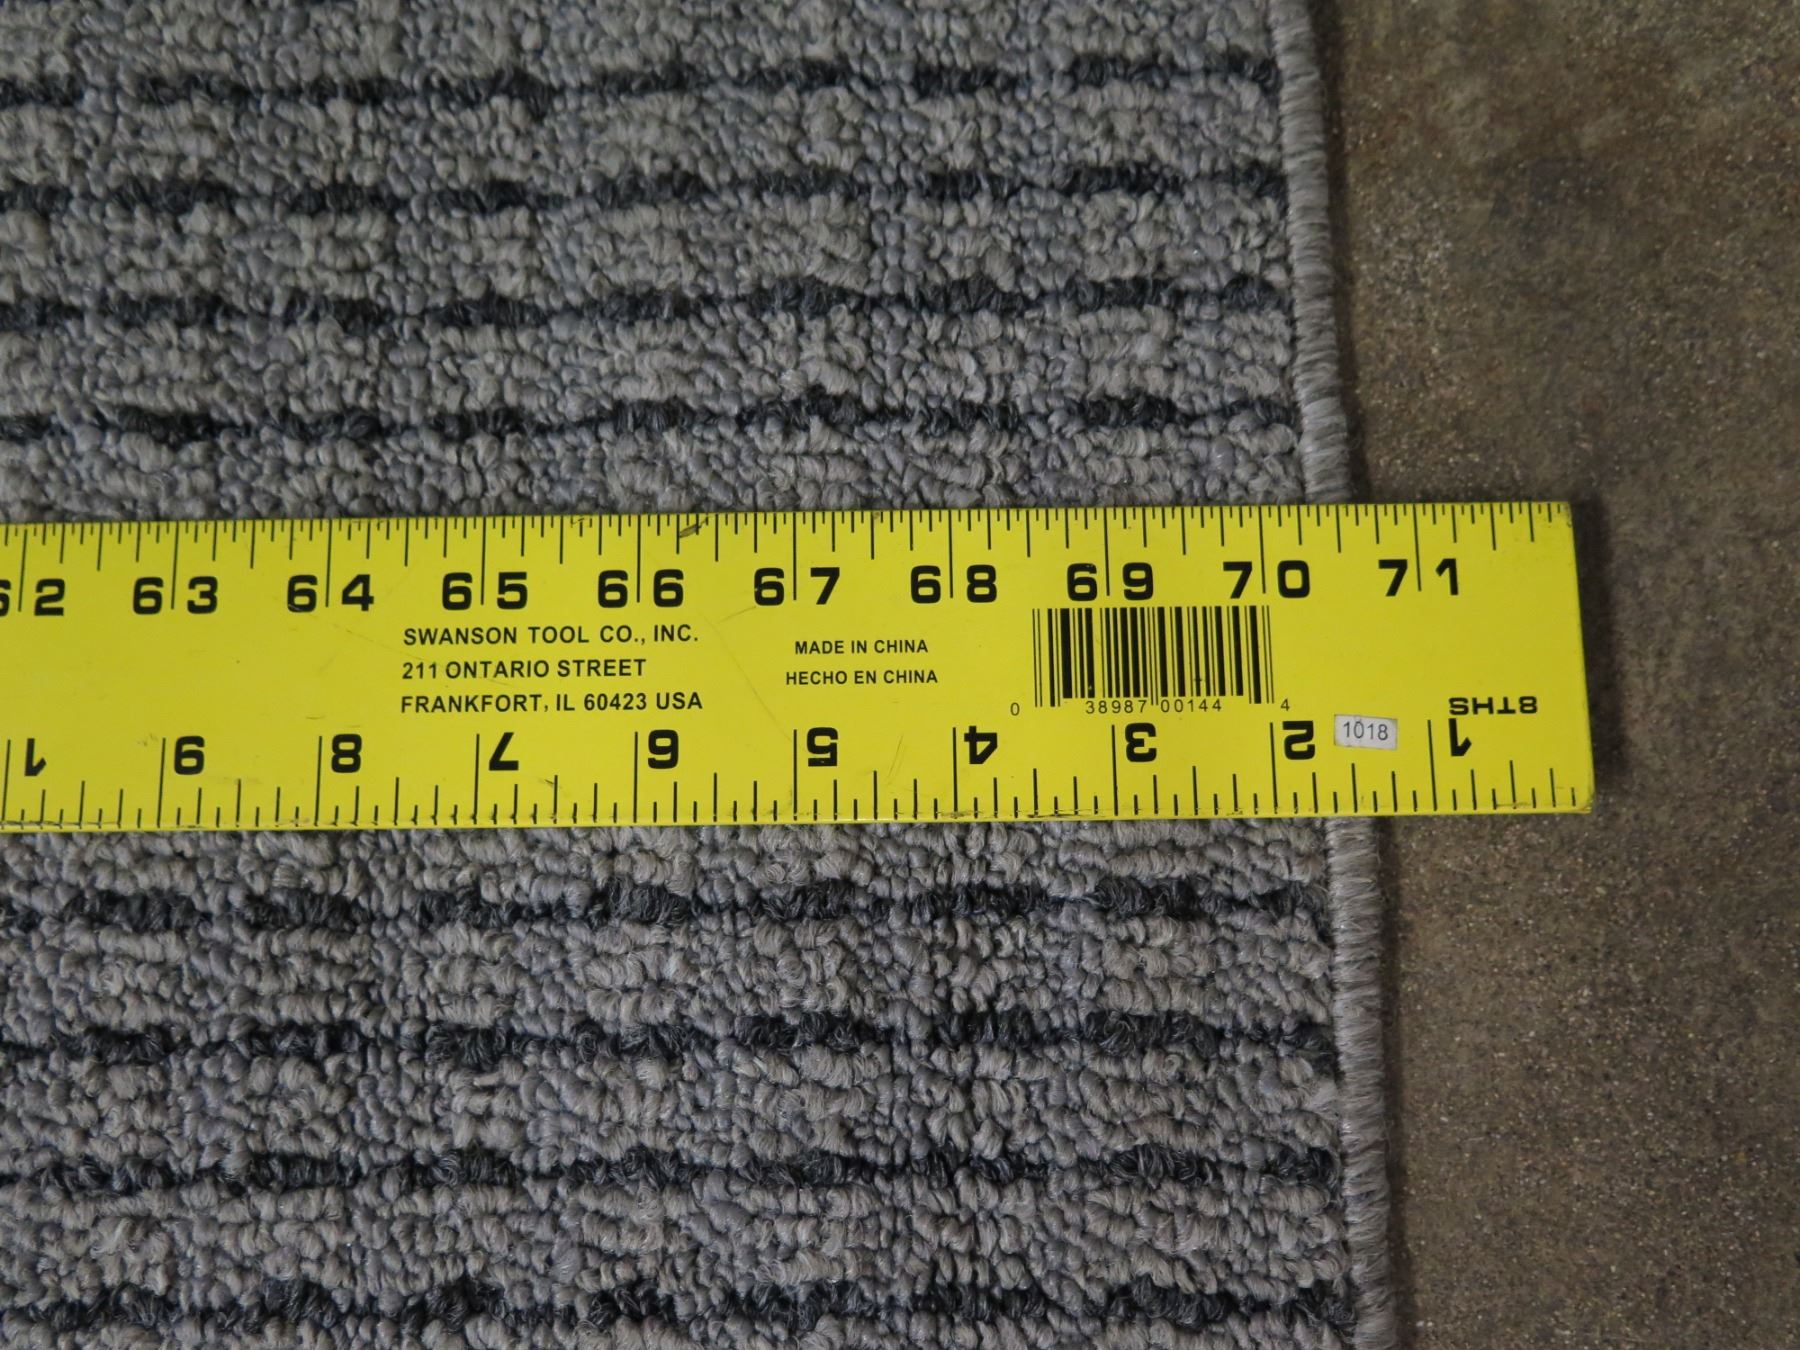 62 63 64 65 66 67 68 69 70 71
SWANSON TOOL CO., INC.
211 ONTARIO STREET
FRANKFORT, IL 60423 USA
MADE IN CHINA
HECHO EN CHINA
0 38987 00144 4
8THS
1018
1 9 8 7 6 5 4 3 2 1